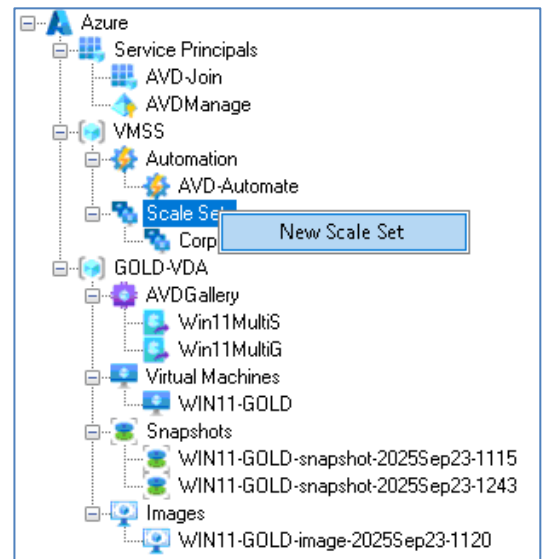 Azure
Service Principals
AVD-Join
AVDManage
VMSS
Automation
AVD-Automate
Scale
New Scale Set
Corp
GOLD-VDA
AVDGallery
Win11MultiS
Win11MultiG
Virtual Machines
WIN11-GOLD
Snapshots
WIN11-GOLD-snapshot-2025Sep23-1115
WIN11-GOLD-snapshot-2025Sep23-1243
Images
WIN11-GOLD-image-2025Sep23-1120